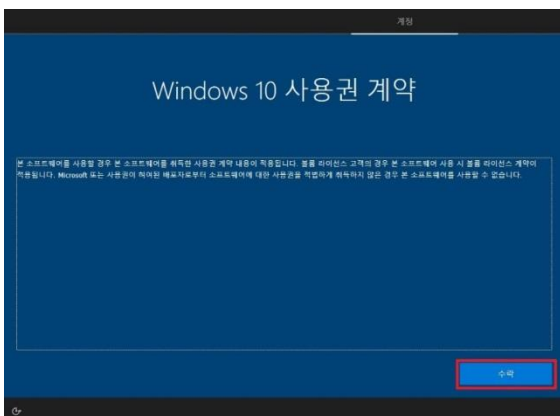 계정
Windows 10 사용권 계약
본 소프트웨어를 사용할 경우 본 소프트웨어를 취득한 사용권 계약 내용이 적용됩니다. 볼륨 라이선스 고객의 경우 본 소프트웨어 사용 시 볼륨 라이선스 계약이
적용됩니다. Microsoft 또는 사용권이 허여된 배포자로부터 소프트웨어에 대한 사용권을 적법하게 취득하지 않은 경우 본 소프트웨어를 사용할 수 없습니다.
수락